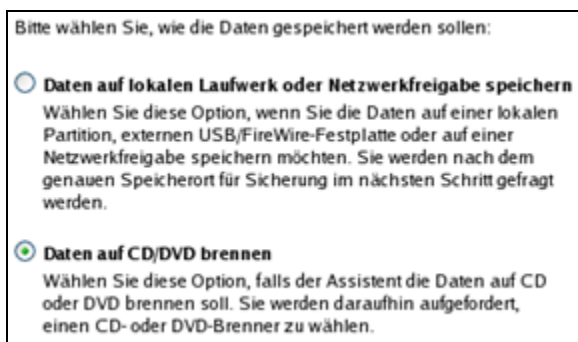 Bitte wählen Sie, wie die Daten gespeichert werden sollen:
Daten auf lokalen Laufwerk oder Netzwerkfreigabe speichern
Wählen Sie diese Option, wenn Sie die Daten auf einer lokalen
Partition, externen USB/FireWire-Festplatte oder auf einer
Netzwerkfreigabe speichern möchten. Sie werden nach dem
genauen Speicherort für Sicherung im nächsten Schritt gefragt
werden.
Daten auf CD/DVD brennen
Wählen Sie diese Option, falls der Assistent die Daten auf CD
oder DVD brennen soll. Sie werden daraufhin aufgefordert,
einen CD- oder DVD-Brenner zu wählen.